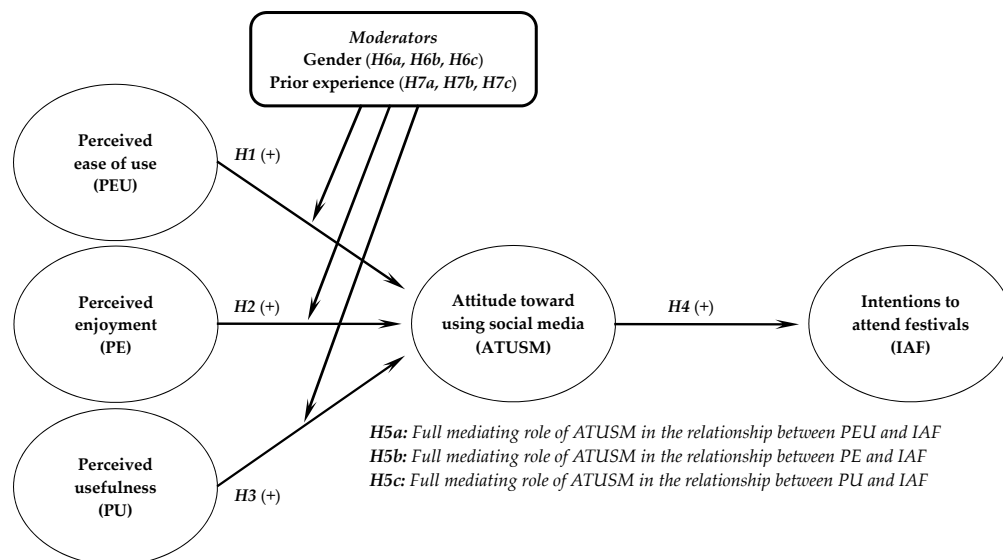 Moderators
Gender (H6a, H6b, H6c)
Prior experience (H7a, H7b, H7c)
Perceived
ease of use
(PEU)
H1 (+)
Perceived
enjoyment
(PE)
H2 (+)
Attitude toward
using social media
(ATUSM)
H4 (+)
Intentions to
attend festivals
(IAF)
Perceived
usefulness
(PU)
H3 (+)
H5a: Full mediating role of ATUSM in the relationship between PEU and IAF
H5b: Full mediating role of ATUSM in the relationship between PE and IAF
H5c: Full mediating role of ATUSM in the relationship between PU and IAF